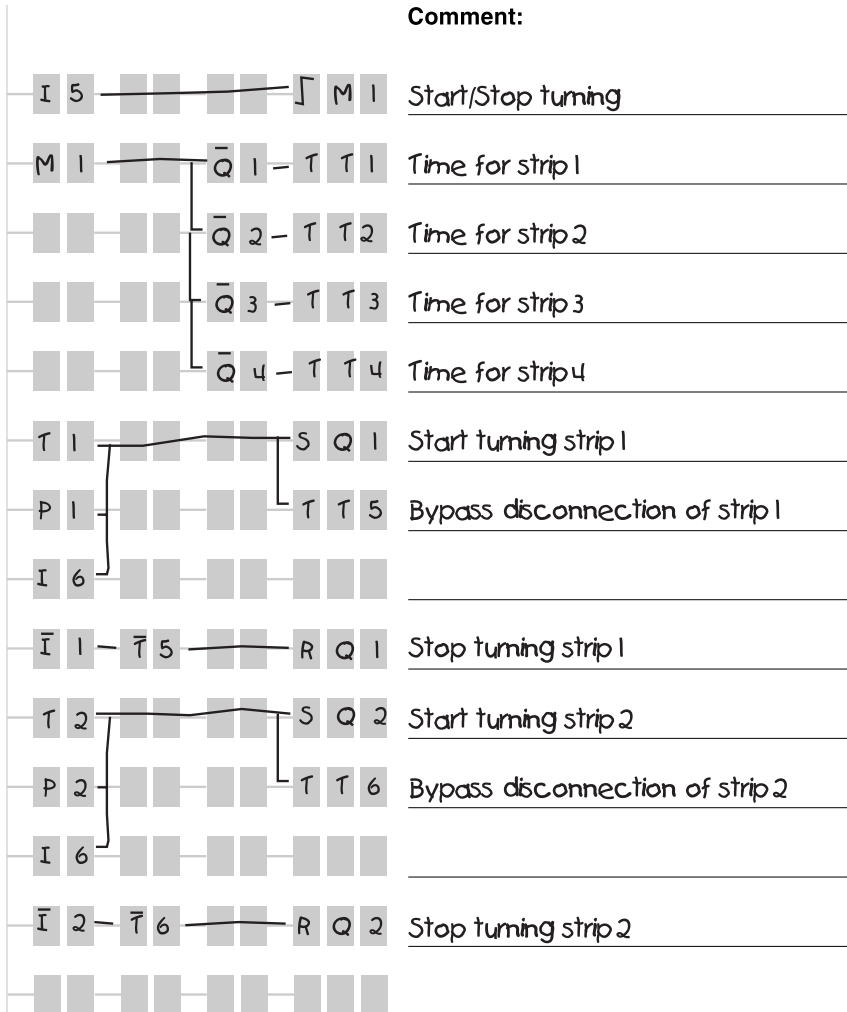 Comment:
I 5 ʃ M 1 Start/Stop turning
M 1 Q̅ 1 T T 1 Time for strip 1
Q̅ 2 T T 2 Time for strip 2
Q̅ 3 T T 3 Time for strip 3
Q̅ 4 T T 4 Time for strip 4
T 1 S Q 1 Start turning strip 1
P 1 T T 5 Bypass disconnection of strip 1
I 6
I̅ 1 T̅ 5 R Q 1 Stop turning strip 1
T 2 S Q 2 Start turning strip 2
P 2 T T 6 Bypass disconnection of strip 2
I 6
I̅ 2 T̅ 6 R Q 2 Stop turning strip 2